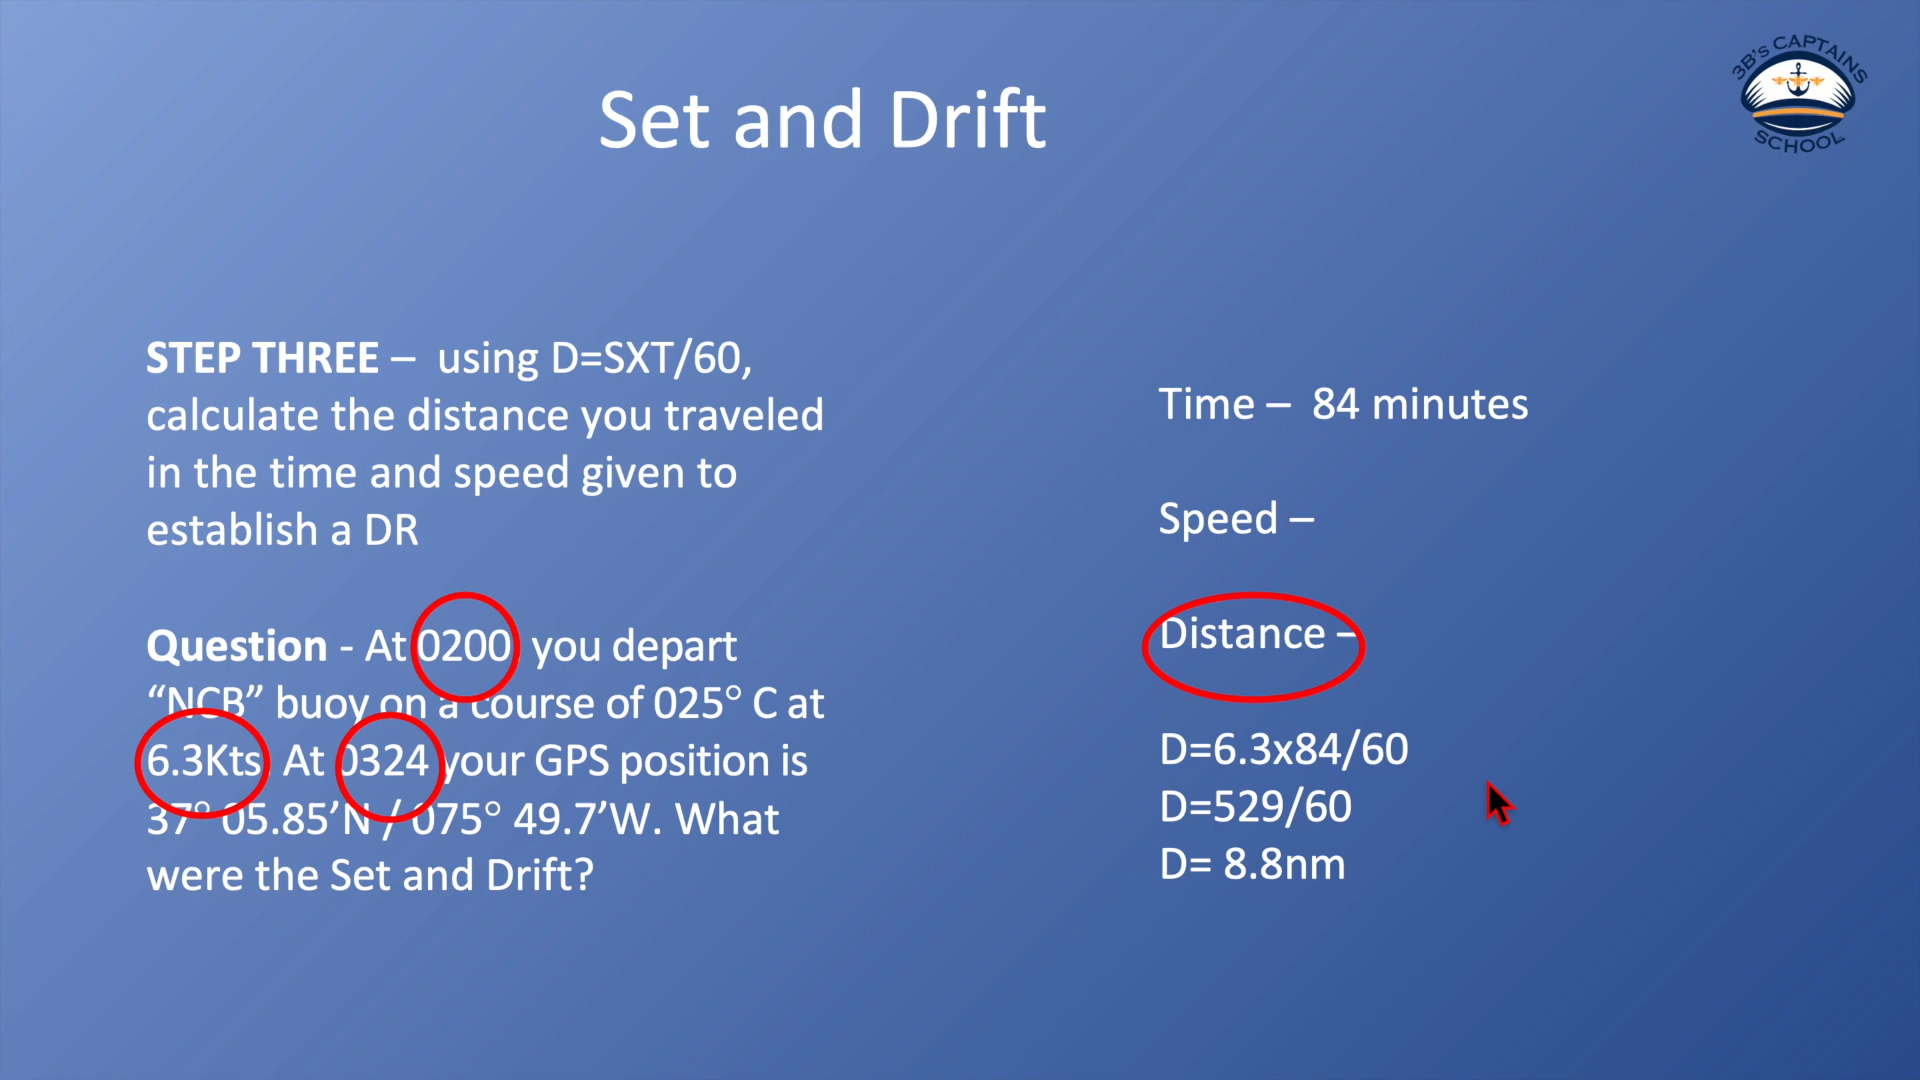 3B's CAPTAINS
SCHOOL
Set and Drift
STEP THREE – using D=SXT/60,
calculate the distance you traveled
in the time and speed given to
establish a DR
Question - At 0200, you depart
“NCB” buoy on a course of 025° C at
6.3Kts. At 0324 your GPS position is
37° 05.85’N / 075° 49.7’W. What
were the Set and Drift?
Time – 84 minutes
Speed –
Distance –
D=6.3x84/60
D=529/60
D= 8.8nm